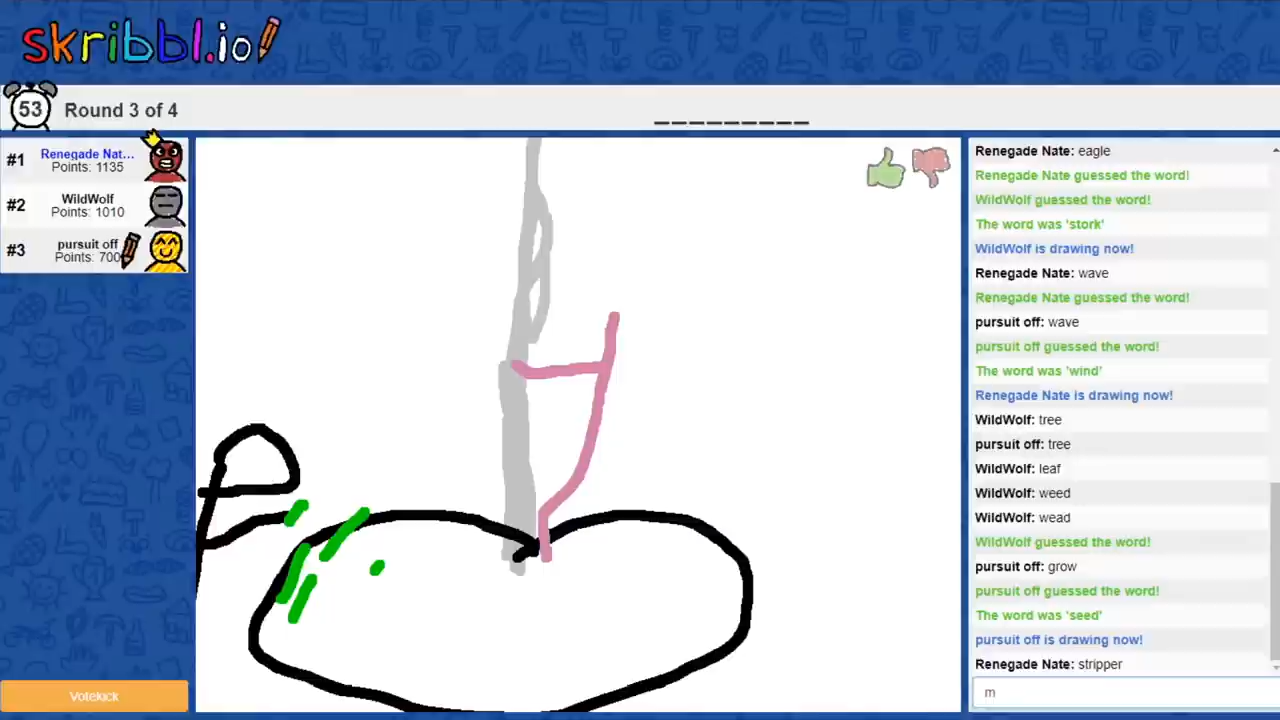 skribbl.io
53
Round 3 of 4
_________
#1
Renegade Nat...
Points: 1135
#2
WildWolf
Points: 1010
#3
pursuit off
Points: 700
Votekick
Renegade Nate: eagle
Renegade Nate guessed the word!
WildWolf guessed the word!
The word was 'stork'
WildWolf is drawing now!
Renegade Nate: wave
Renegade Nate guessed the word!
pursuit off: wave
pursuit off guessed the word!
The word was 'wind'
Renegade Nate is drawing now!
WildWolf: tree
pursuit off: tree
WildWolf: leaf
WildWolf: weed
WildWolf: wead
WildWolf guessed the word!
pursuit off: grow
pursuit off guessed the word!
The word was 'seed'
pursuit off is drawing now!
Renegade Nate: stripper
m